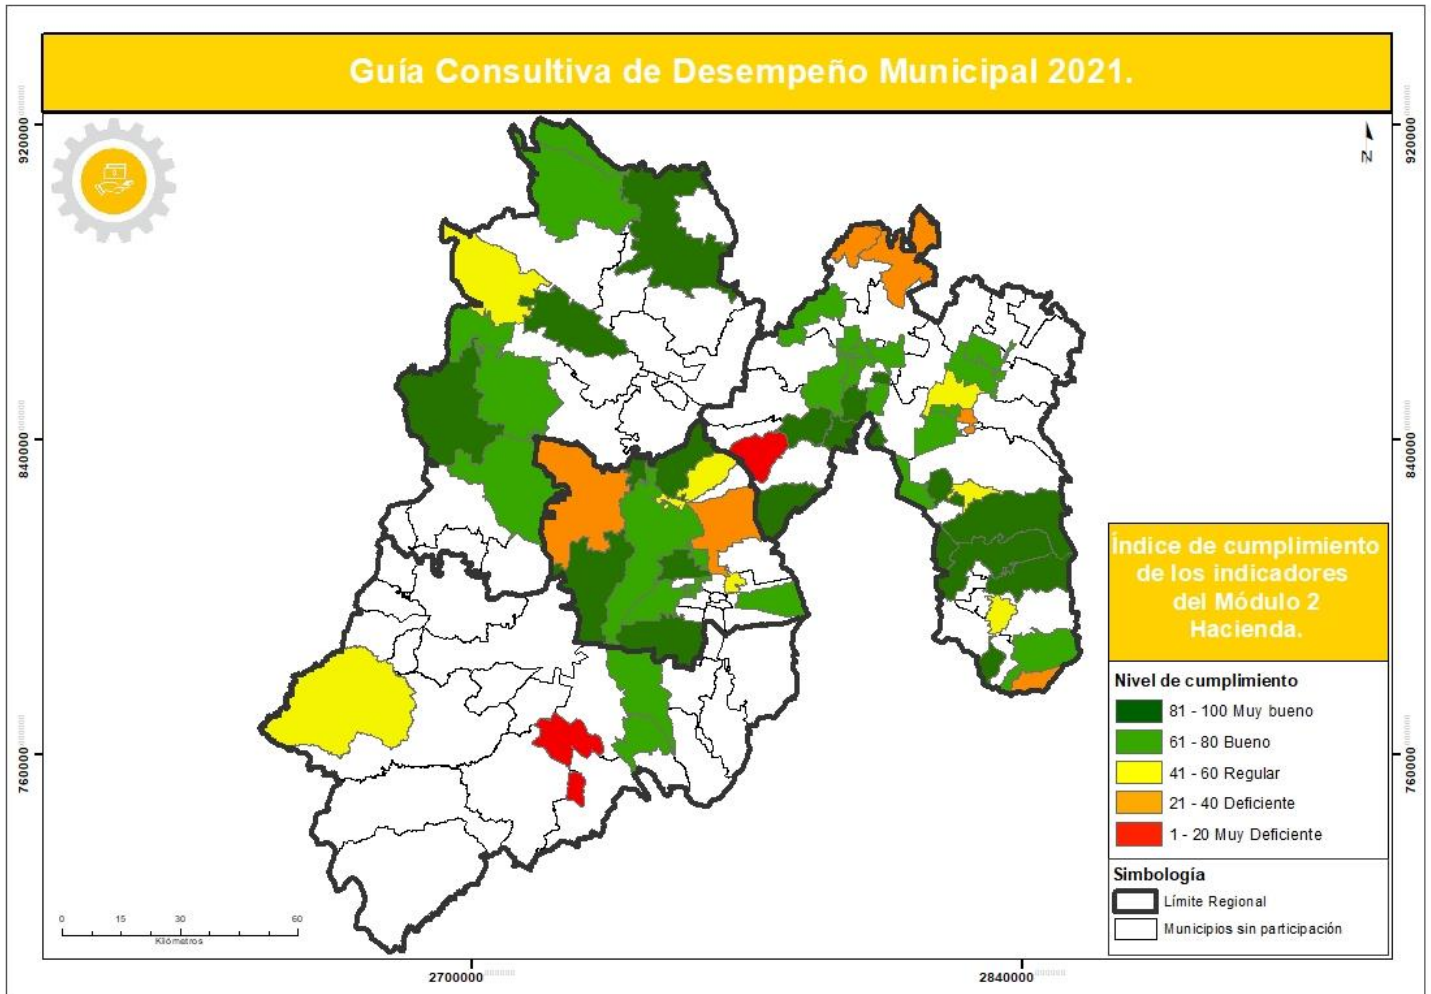 Guía Consultiva de Desempeño Municipal 2021.
920000
920000
N
840000
840000
Índice de cumplimiento
de los indicadores
del Módulo 2
Hacienda.
Nivel de cumplimiento
81 - 100 Muy bueno
61 - 80 Bueno
41 - 60 Regular
21 - 40 Deficiente
1 - 20 Muy Deficiente
760000
760000
Simbología
Límite Regional
Municipios sin participación
0 15 30 60
Kilómetros
2700000
2840000